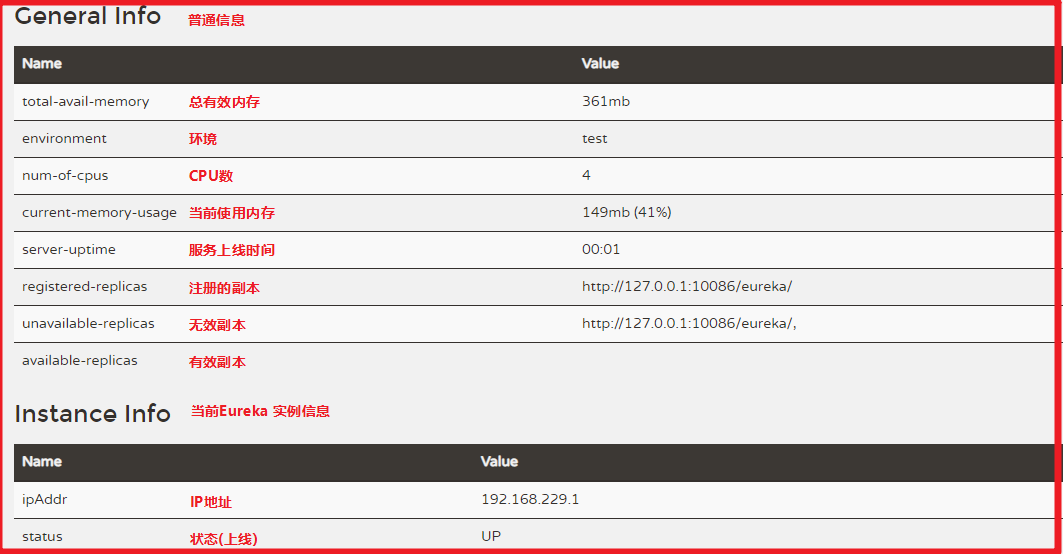 General Info 普通信息
Name Value
total-avail-memory 总有效内存 361mb
environment 环境 test
num-of-cpus CPU数 4
current-memory-usage 当前使用内存 149mb (41%)
server-uptime 服务上线时间 00:01
registered-replicas 注册的副本 http://127.0.0.1:10086/eureka/
unavailable-replicas 无效副本 http://127.0.0.1:10086/eureka/,
available-replicas 有效副本
Instance Info 当前Eureka 实例信息
Name Value
ipAddr IP地址 192.168.229.1
status 状态(上线) UP